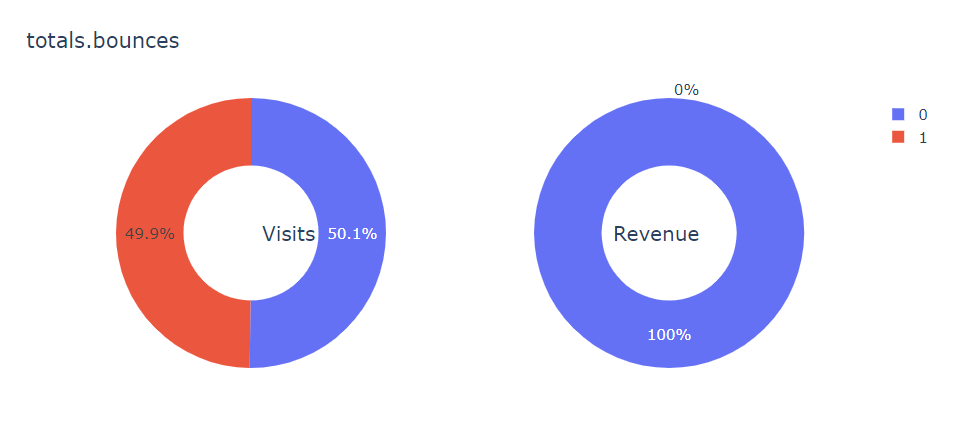 totals.bounces
0%
0
1
49.9%
Visits
50.1%
Revenue
100%